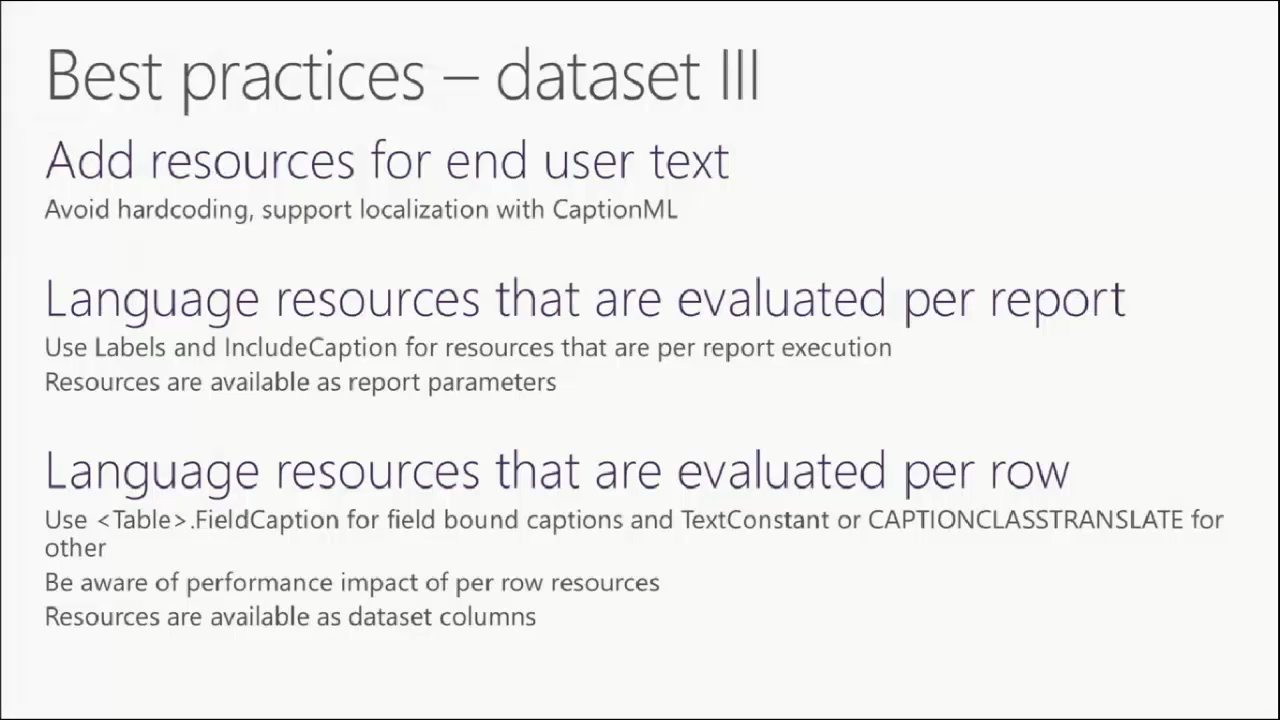 Best practices – dataset III
Add resources for end user text
Avoid hardcoding, support localization with CaptionML
Language resources that are evaluated per report
Use Labels and IncludeCaption for resources that are per report execution
Resources are available as report parameters
Language resources that are evaluated per row
Use <Table>.FieldCaption for field bound captions and TextConstant or CAPTIONCLASSTRANSLATE for
other
Be aware of performance impact of per row resources
Resources are available as dataset columns